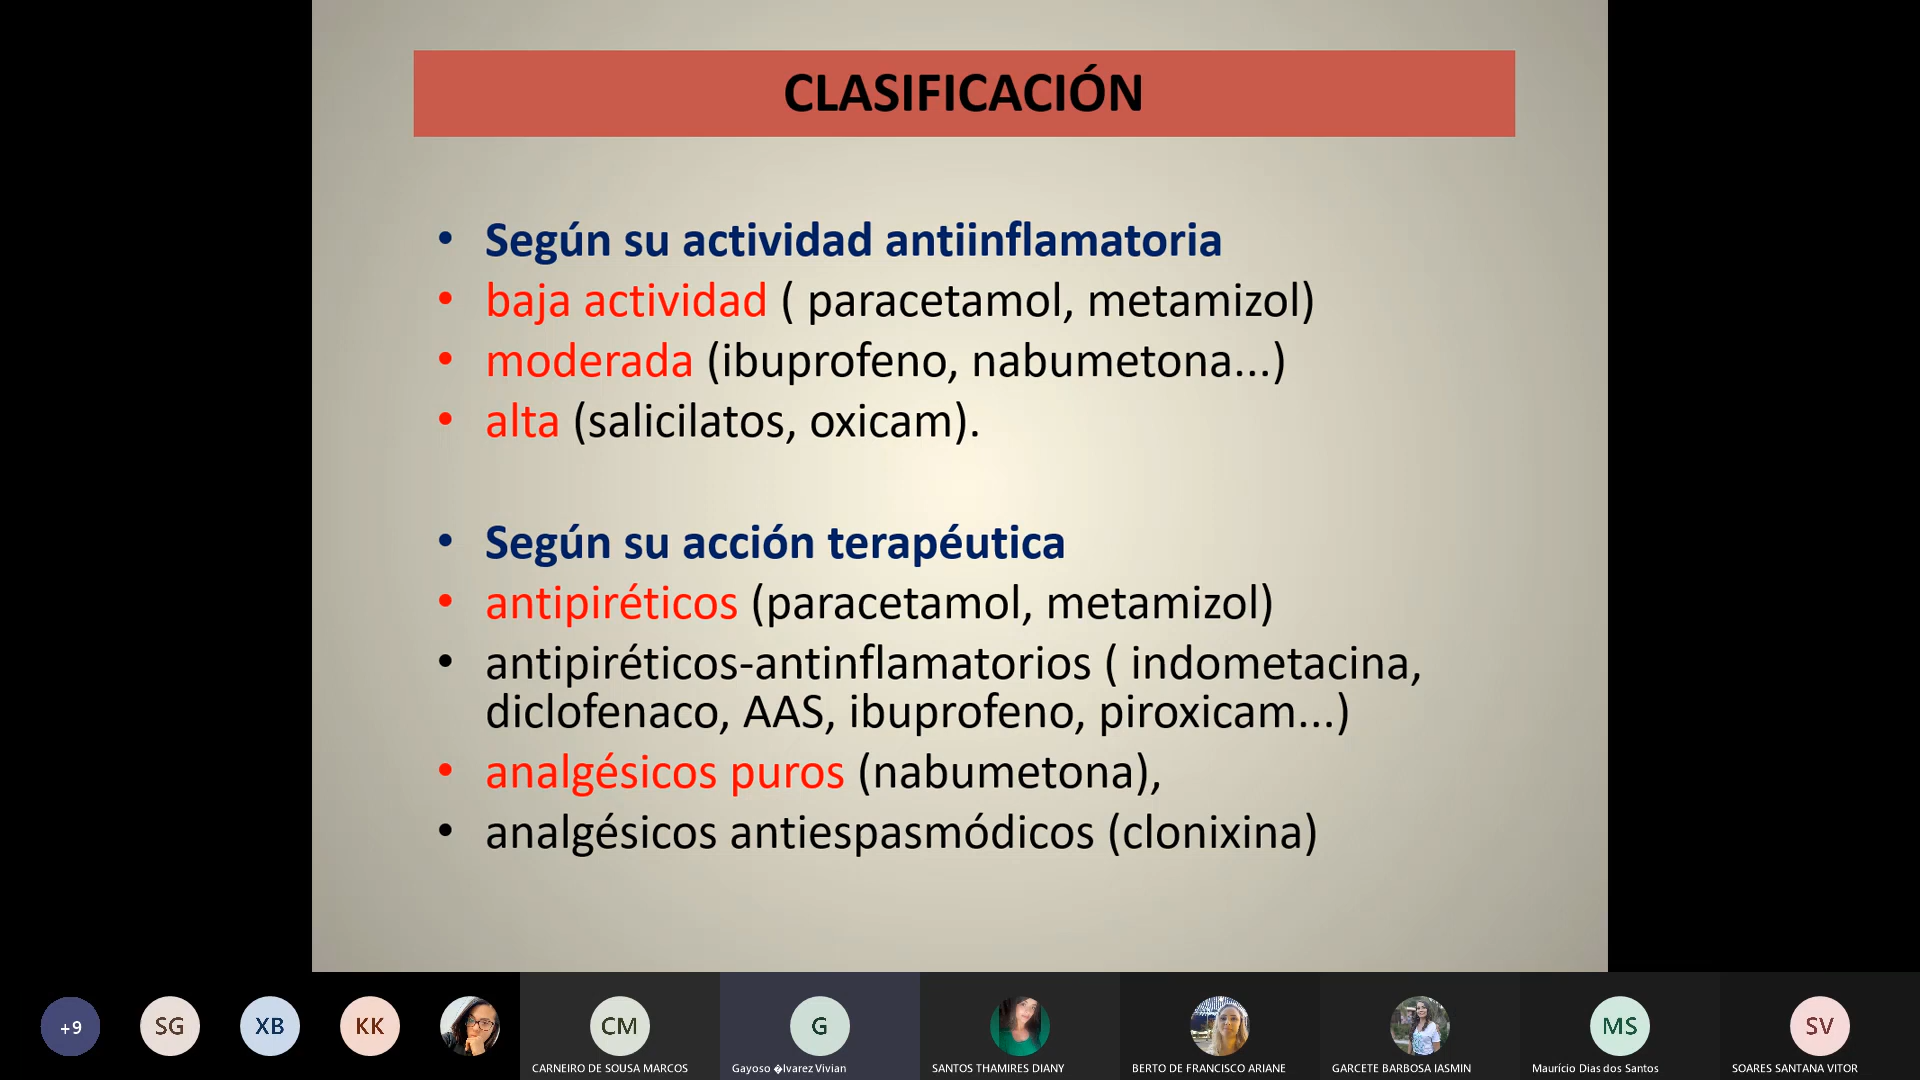 CLASIFICACIÓN
• Según su actividad antiinflamatoria
• baja actividad ( paracetamol, metamizol)
• moderada (ibuprofeno, nabumetona...)
• alta (salicilatos, oxicam).
• Según su acción terapéutica
• antipiréticos (paracetamol, metamizol)
• antipiréticos-antinflamatorios ( indometacina,
diclofenaco, AAS, ibuprofeno, piroxicam...)
• analgésicos puros (nabumetona),
• analgésicos antiespasmódicos (clonixina)
+9
SG
XB
KK
CM
G
MS
SV
CARNEIRO DE SOUSA MARCOS
Gayoso �lvarez Vivian
SANTOS THAMIRES DIANY
BERTO DE FRANCISCO ARIANE
GARCETE BARBOSA IASMIN
Maurício Dias dos Santos
SOARES SANTANA VITOR